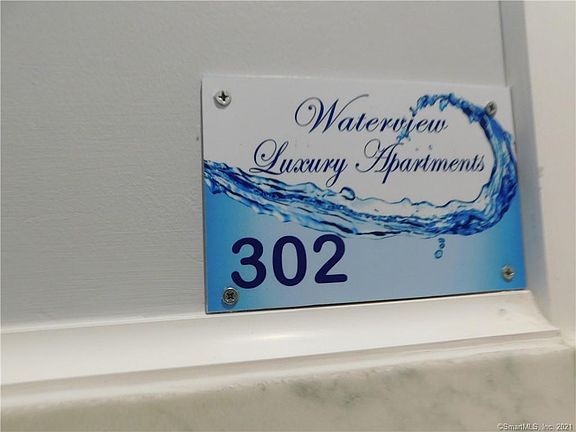 Waterview
Luxury Apartments
302
©SmartMLS, Inc. 2021